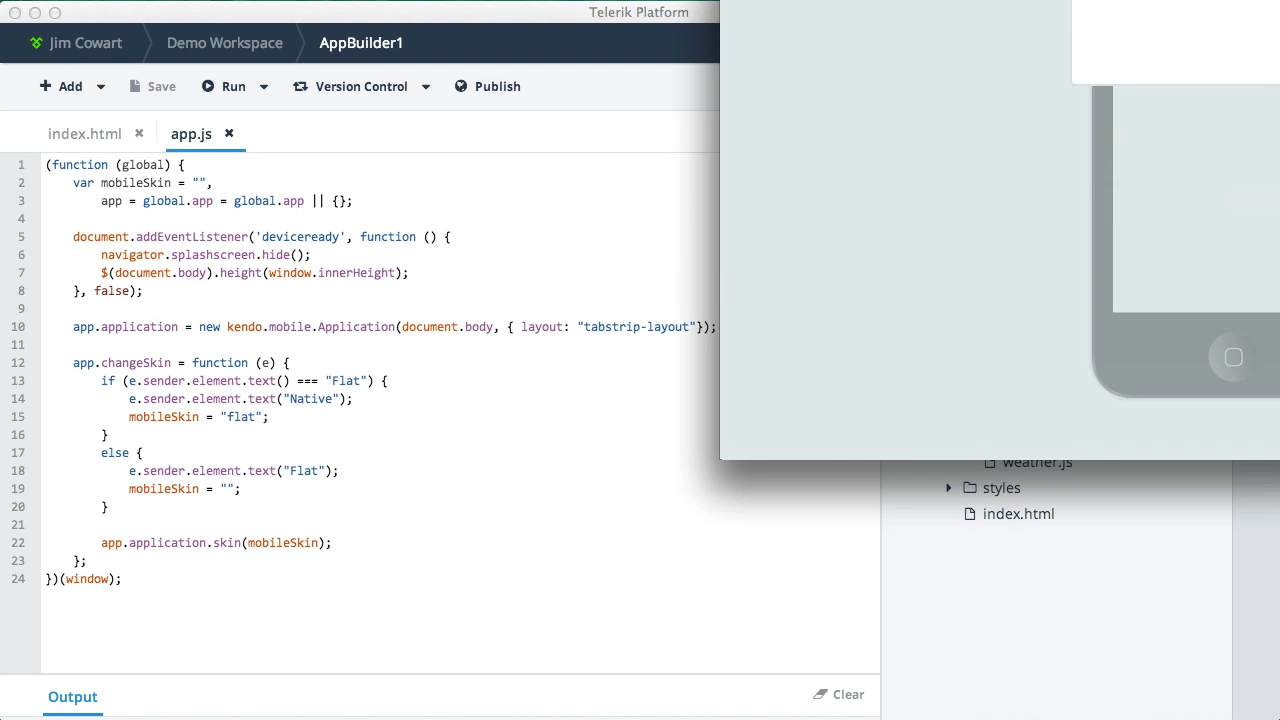 Telerik Platform
Jim Cowart
Demo Workspace
AppBuilder1
Add
Save
Run
Version Control
Publish
index.html
app.js
1 (function (global) {
2 var mobileSkin = "",
3 app = global.app = global.app || {};
4
5 document.addEventListener('deviceready', function () {
6 navigator.splashscreen.hide();
7 $(document.body).height(window.innerHeight);
8 }, false);
9
10 app.application = new kendo.mobile.Application(document.body, { layout: "tabstrip-layout"});
11
12 app.changeSkin = function (e) {
13 if (e.sender.element.text() === "Flat") {
14 e.sender.element.text("Native");
15 mobileSkin = "flat";
16 }
17 else {
18 e.sender.element.text("Flat");
19 mobileSkin = "";
20 }
21
22 app.application.skin(mobileSkin);
23 };
24 })(window);
weather.js
styles
index.html
Output
Clear